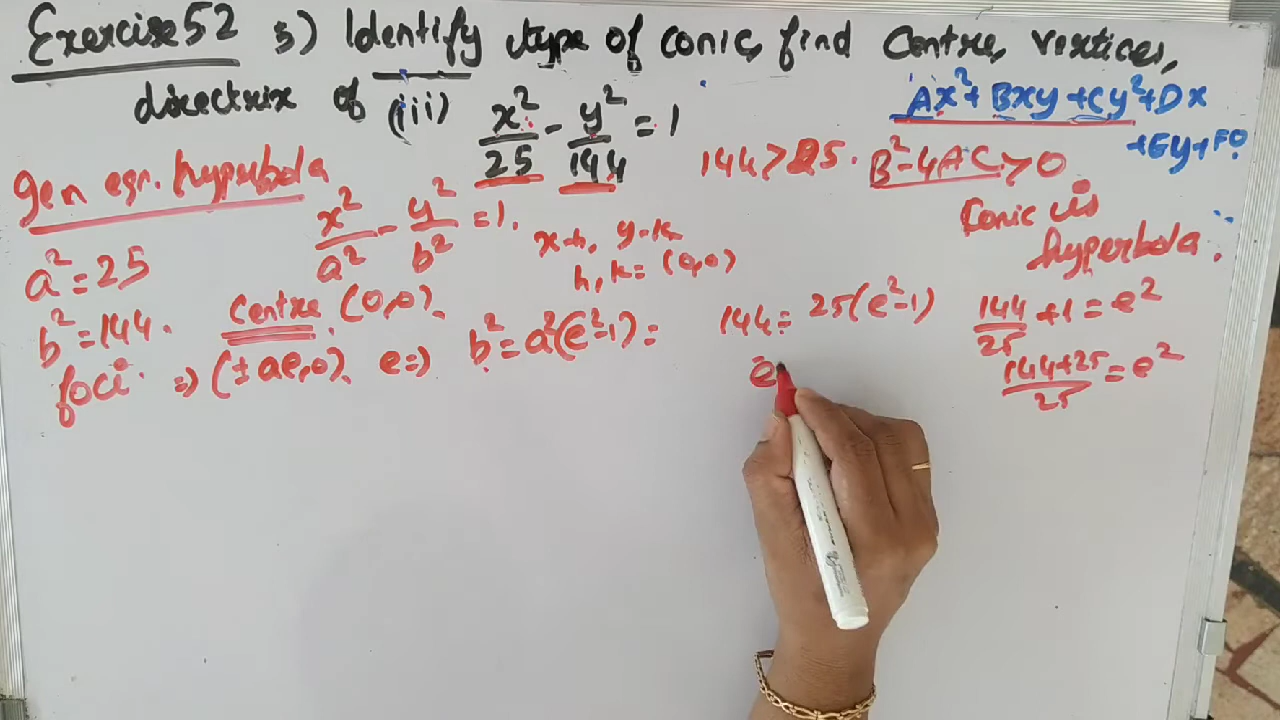 Exercise 52 5) Identify type of conic, find Centre, vertices,
directrix of (iii) x²/25 - y²/144 = 1
Ax² + Bxy + Cy² + Dx
+ Ey + F0
144 > 25. B² - 4AC > 0
Conic is
hyperbola.
Gen eqn. hyperbola
x²/a² - y²/b² = 1.
x-h, y-k
h, k = (0,0)
a² = 25
b² = 144. Centre (0,0).
foci ⇒ (± ae, 0). e ⇒ b² = a²(e²-1) =
144 = 25(e²-1)
e
144/25 + 1 = e²
144+25/25 = e²